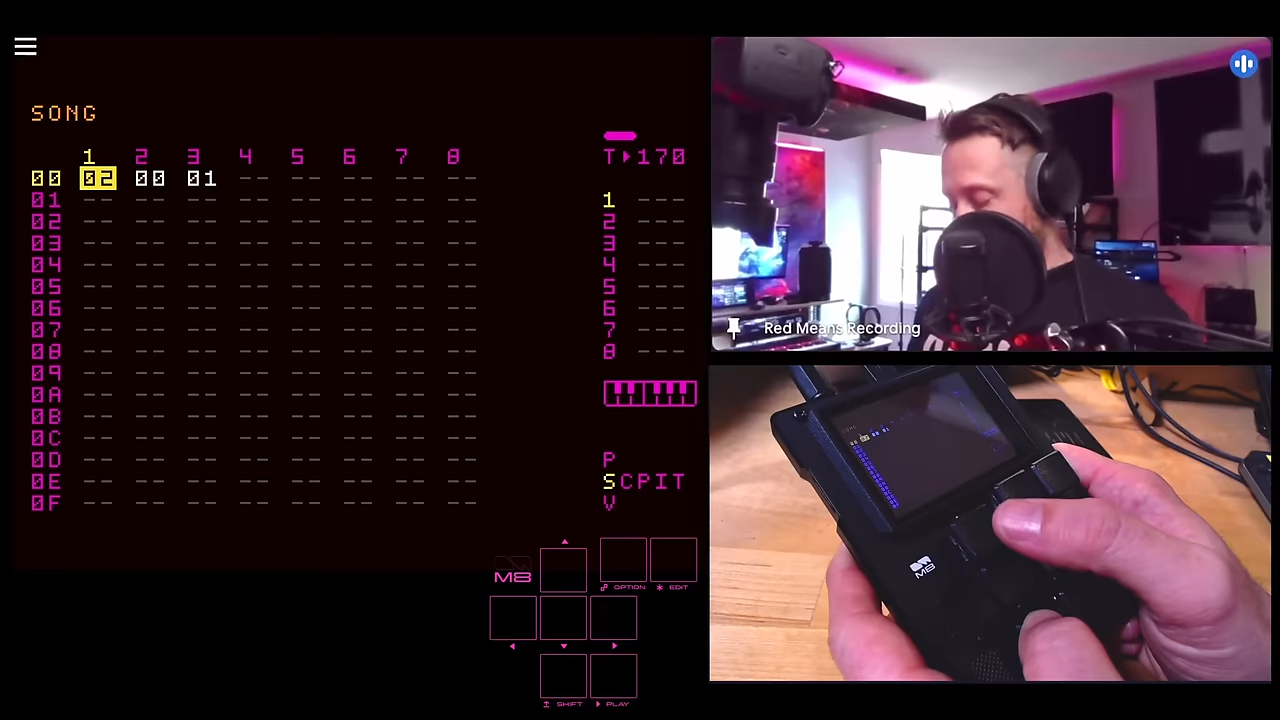 SONG
1 2 3 4 5 6 7 8
00 02 00 01 -- -- -- -- --
01 -- -- -- -- -- -- -- --
02 -- -- -- -- -- -- -- --
03 -- -- -- -- -- -- -- --
04 -- -- -- -- -- -- -- --
05 -- -- -- -- -- -- -- --
06 -- -- -- -- -- -- -- --
07 -- -- -- -- -- -- -- --
08 -- -- -- -- -- -- -- --
09 -- -- -- -- -- -- -- --
0A -- -- -- -- -- -- -- --
0B -- -- -- -- -- -- -- --
0C -- -- -- -- -- -- -- --
0D -- -- -- -- -- -- -- --
0E -- -- -- -- -- -- -- --
0F -- -- -- -- -- -- -- --
T▶170
1 ---
2 ---
3 ---
4 ---
5 ---
6 ---
7 ---
8 ---
P
SCPIT
V
M8
OPTION
EDIT
SHIFT
PLAY
Red Means Recording
M8